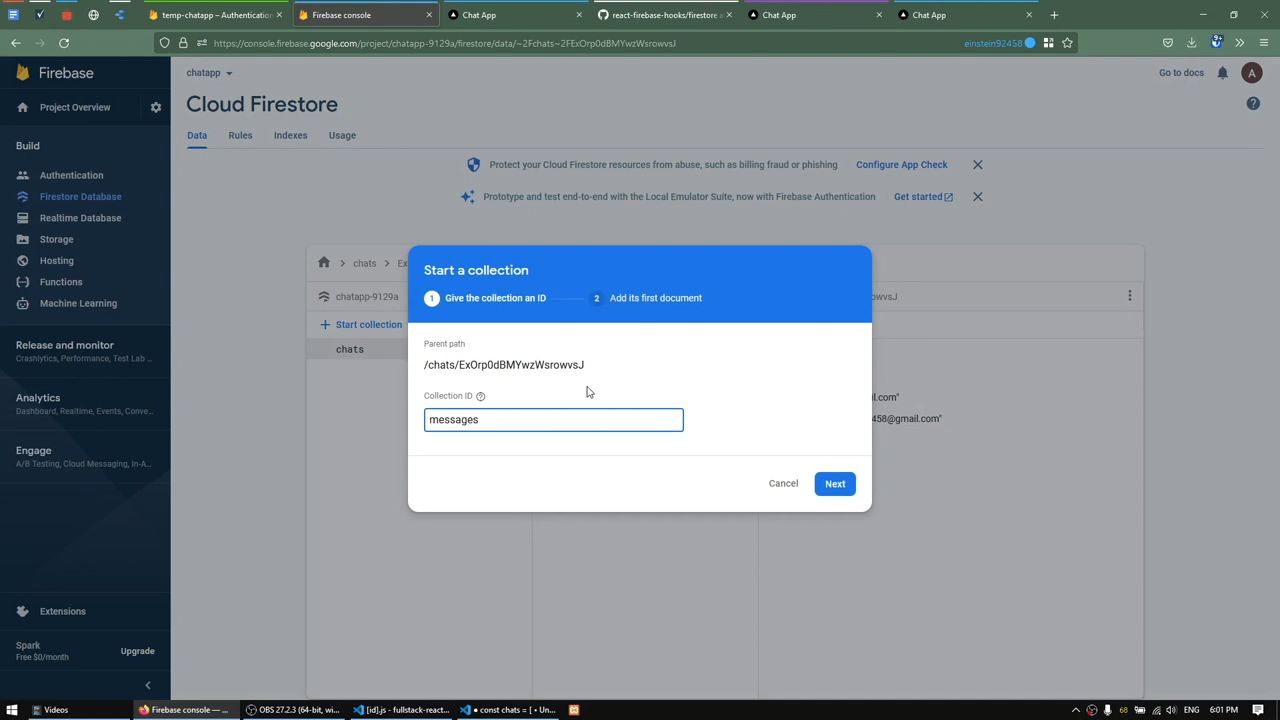 temp-chatapp – Authentication
Firebase console
Chat App
react-firebase-hooks/firestore a
Chat App
Chat App
https://console.firebase.google.com/project/chatapp-9129a/firestore/data/~2Fchats~2FExOrp0dBMYwzWsrowvsJ
einstein92458
Firebase
chatapp
Go to docs
A
Project Overview
Cloud Firestore
Data
Rules
Indexes
Usage
Build
Protect your Cloud Firestore resources from abuse, such as billing fraud or phishing
Configure App Check
Authentication
Firestore Database
Prototype and test end-to-end with the Local Emulator Suite, now with Firebase Authentication
Get started
Realtime Database
Storage
Hosting
Functions
Machine Learning
chats
Ex
Start a collection
1 Give the collection an ID
2 Add its first document
chatapp-9129a
owvsJ
Start collection
chats
Release and monitor
Crashlytics, Performance, Test Lab ...
Parent path
/chats/ExOrp0dBMYwzWsrowvsJ
Collection ID
messages
il.com"
458@gmail.com"
Analytics
Dashboard, Realtime, Events, Conve...
Engage
A/B Testing, Cloud Messaging, In-A...
Cancel
Next
Extensions
Spark
Free $0/month
Upgrade
Videos
Firebase console — ...
OBS 27.2.3 (64-bit, w...
[id].js - fullstack-react...
● const chats = [ • Un...
68
ENG
6:01 PM